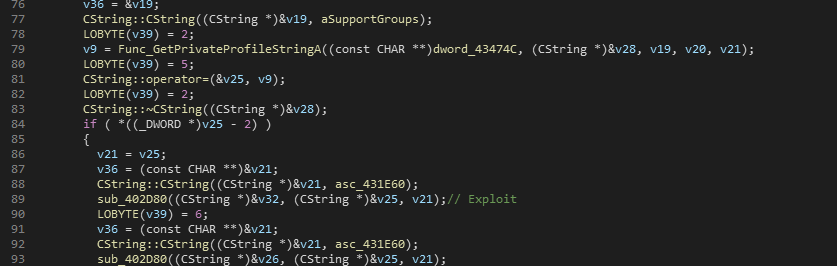 76 v36 = &v19;
77 CString::CString((CString *)&v19, aSupportGroups);
78 LOBYTE(v39) = 2;
79 v9 = Func_GetPrivateProfileStringA((const CHAR **)dword_43474C, (CString *)&v28, v19, v20, v21);
80 LOBYTE(v39) = 5;
81 CString::operator=(&v25, v9);
82 LOBYTE(v39) = 2;
83 CString::~CString((CString *)&v28);
84 if ( *((_DWORD *)v25 - 2) )
85 {
86 v21 = v25;
87 v36 = (const CHAR **)&v21;
88 CString::CString((CString *)&v21, asc_431E60);
89 sub_402D80((CString *)&v32, (CString *)&v25, v21);// Exploit
90 LOBYTE(v39) = 6;
91 v36 = (const CHAR **)&v21;
92 CString::CString((CString *)&v21, asc_431E60);
93 sub_402D80((CString *)&v26, (CString *)&v25, v21);